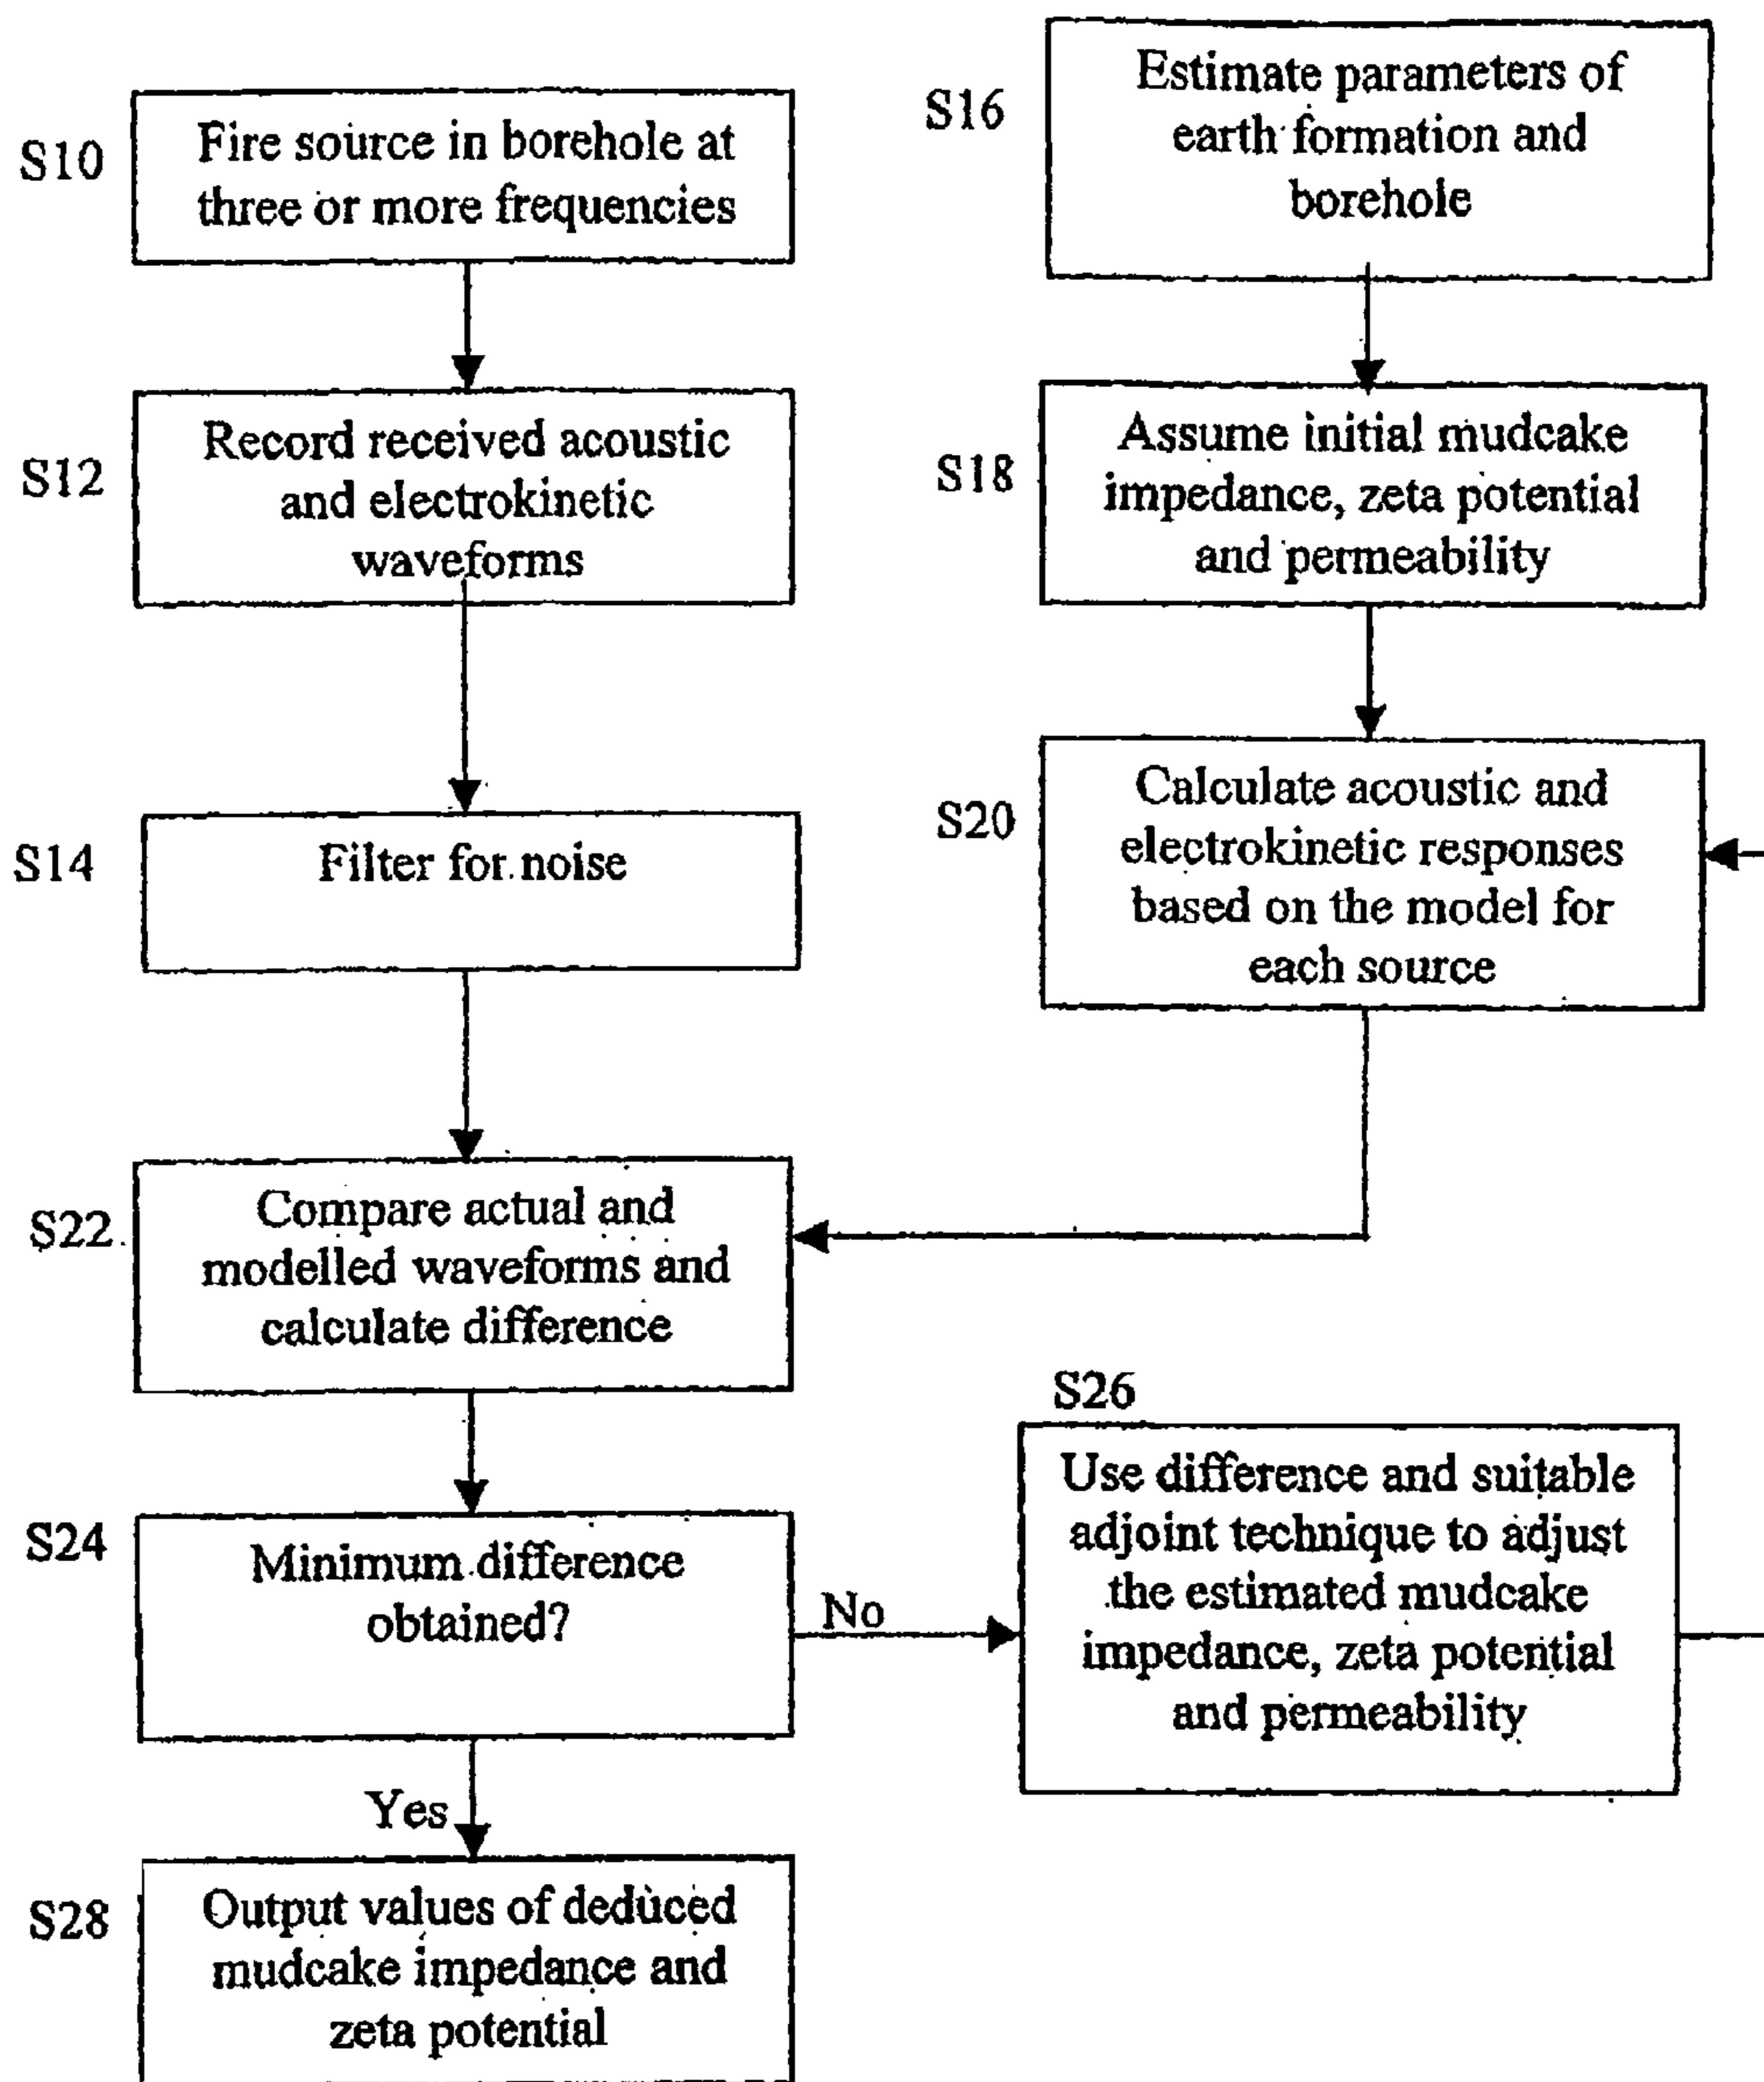 S10
Fire source in borehole at
three or more frequencies
S12
Record received acoustic
and electrokinetic
waveforms
S14
Filter for noise
S16
Estimate parameters of
earth formation and
borehole
S18
Assume initial mudcake
impedance, zeta potential
and permeability
S20
Calculate acoustic and
electrokinetic responses
based on the model for
each source
S22
Compare actual and
modelled waveforms and
calculate difference
S24
Minimum difference
obtained?
No
S26
Use difference and suitable
adjoint technique to adjust
the estimated mudcake
impedance, zeta potential
and permeability
Yes
S28
Output values of deduced
mudcake impedance and
zeta potential